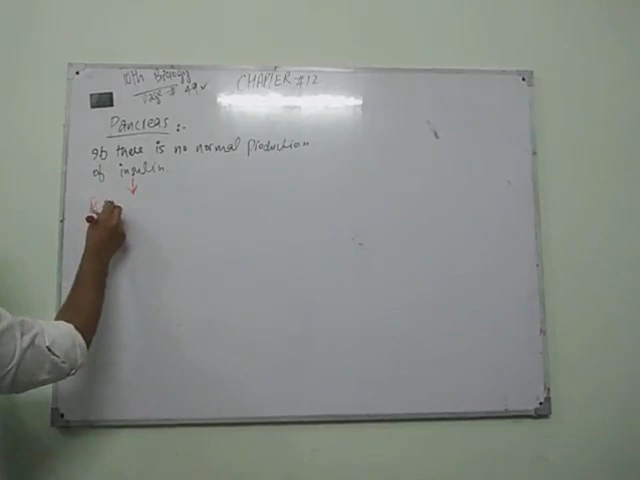 10th Biology
CHAPTER # 12
Pancreas :-
If there is no normal production
of insulin